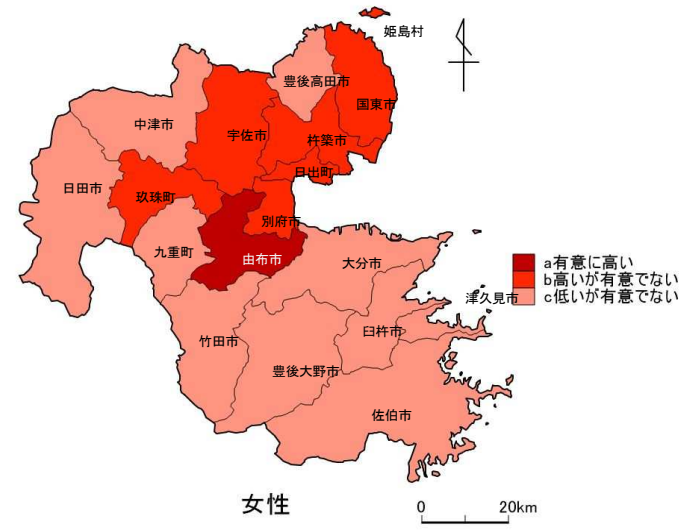 姫島村
豊後高田市
国東市
中津市
宇佐市
杵築市
日出町
日田市
玖珠町
別府市
九重町
由布市
大分市
a有意に高い
b高いが有意でない
c低いが有意でない
津久見市
臼杵市
竹田市
豊後大野市
佐伯市
女性
0 20km